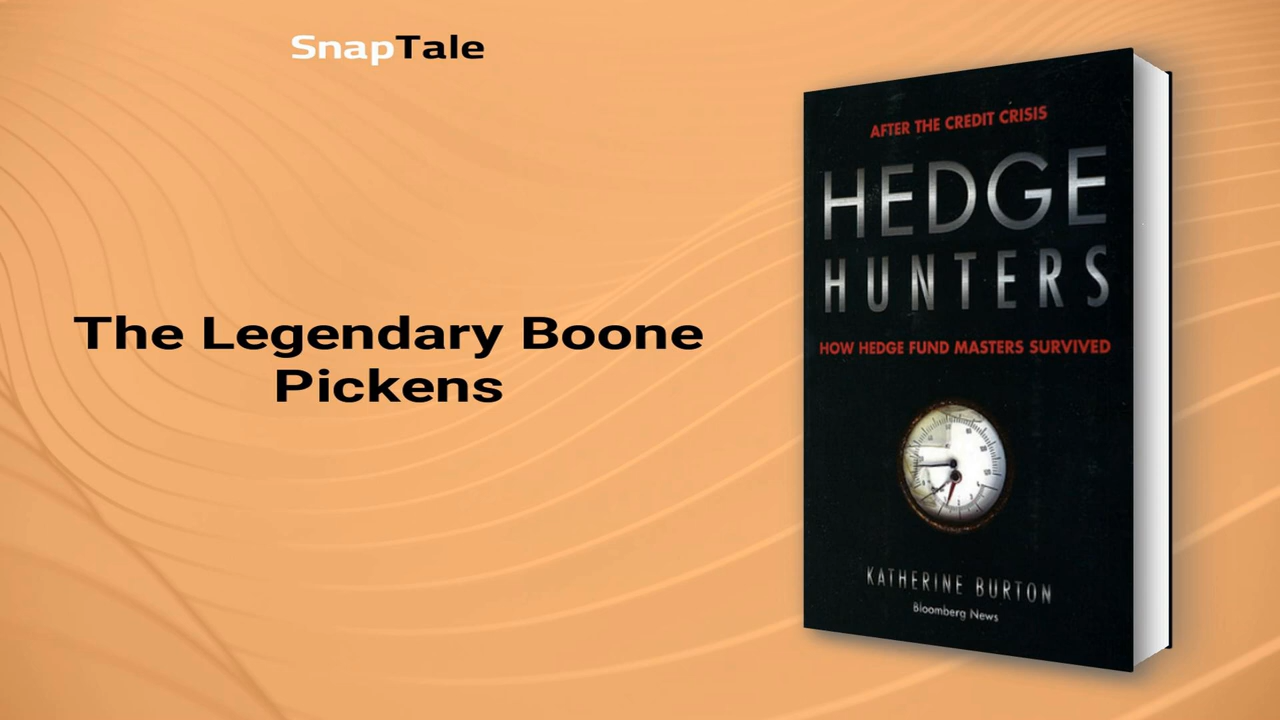 SnapTale
The Legendary Boone
Pickens
AFTER THE CREDIT CRISIS
HEDGE
HUNTERS
HOW HEDGE FUND MASTERS SURVIVED
KATHERINE BURTON
Bloomberg News